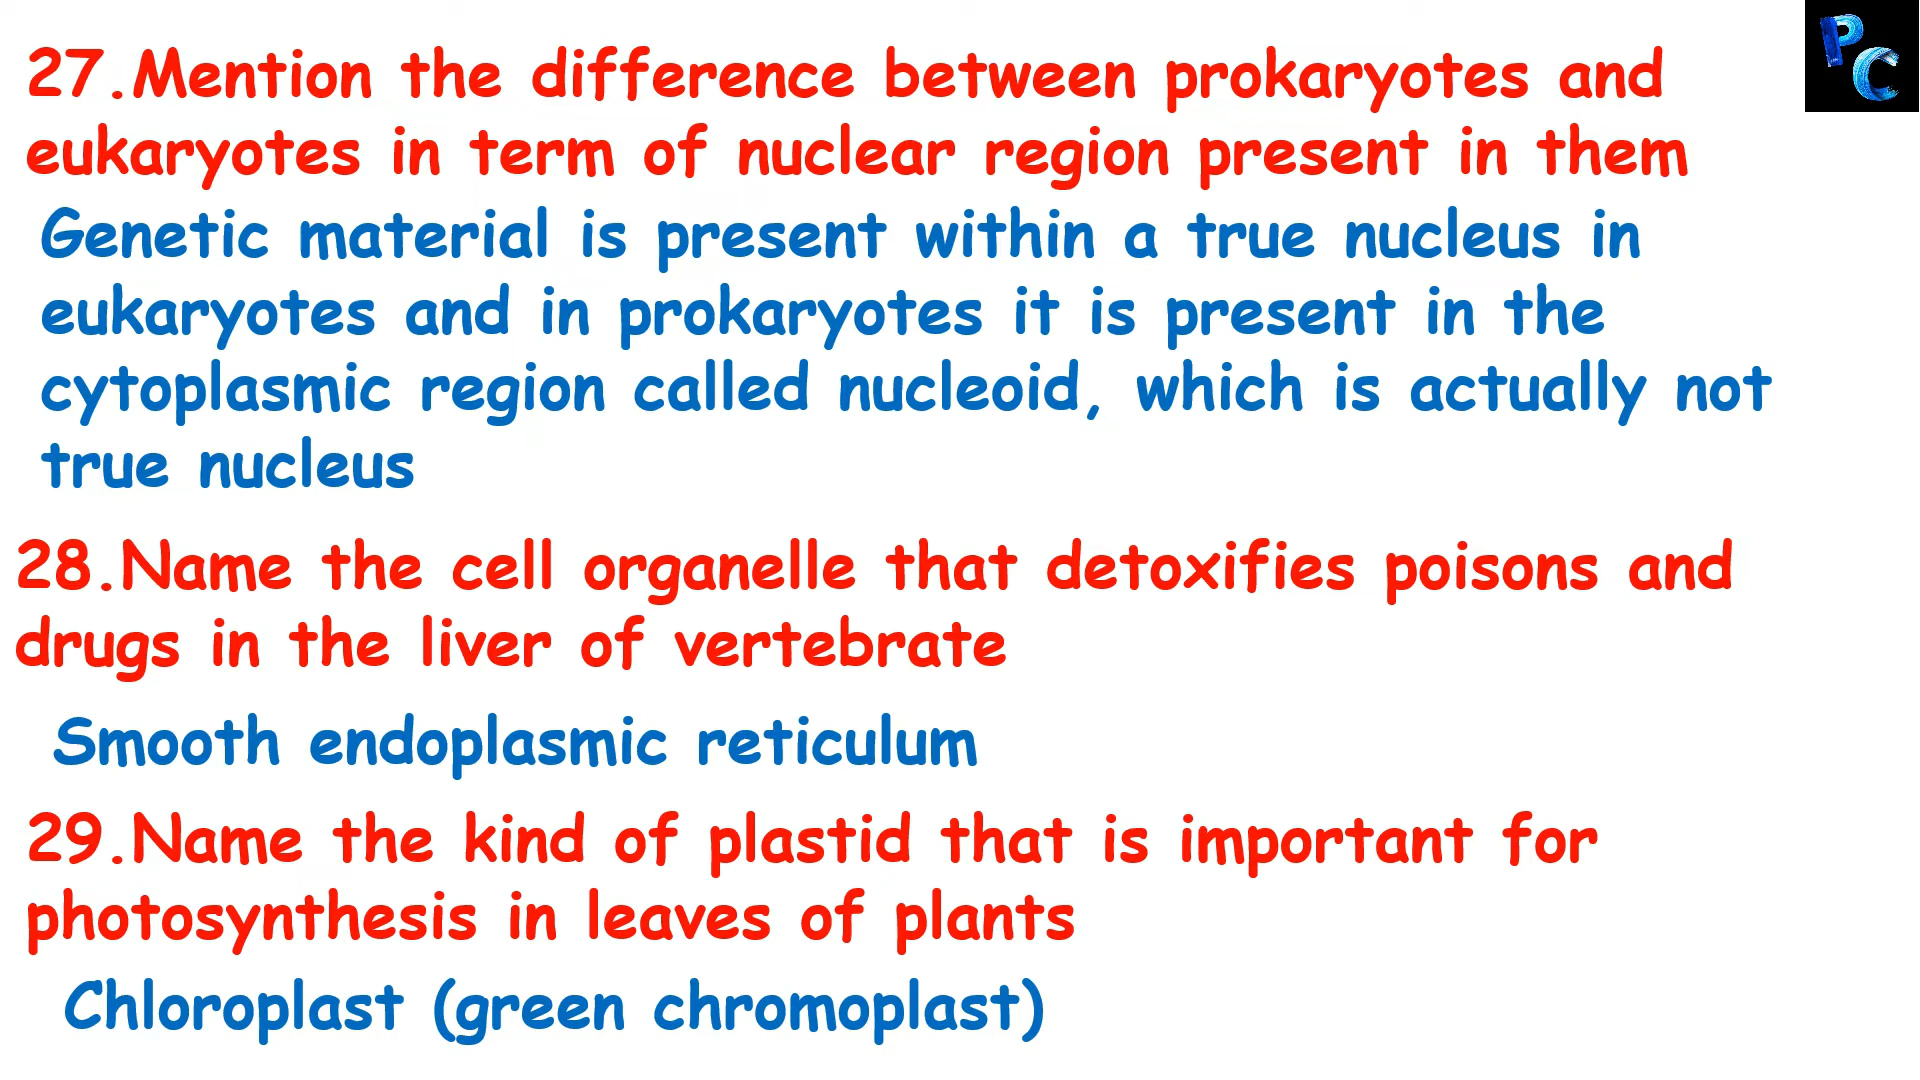 PC
27.Mention the difference between prokaryotes and
eukaryotes in term of nuclear region present in them
Genetic material is present within a true nucleus in
eukaryotes and in prokaryotes it is present in the
cytoplasmic region called nucleoid, which is actually not
true nucleus
28.Name the cell organelle that detoxifies poisons and
drugs in the liver of vertebrate
Smooth endoplasmic reticulum
29.Name the kind of plastid that is important for
photosynthesis in leaves of plants
Chloroplast (green chromoplast)